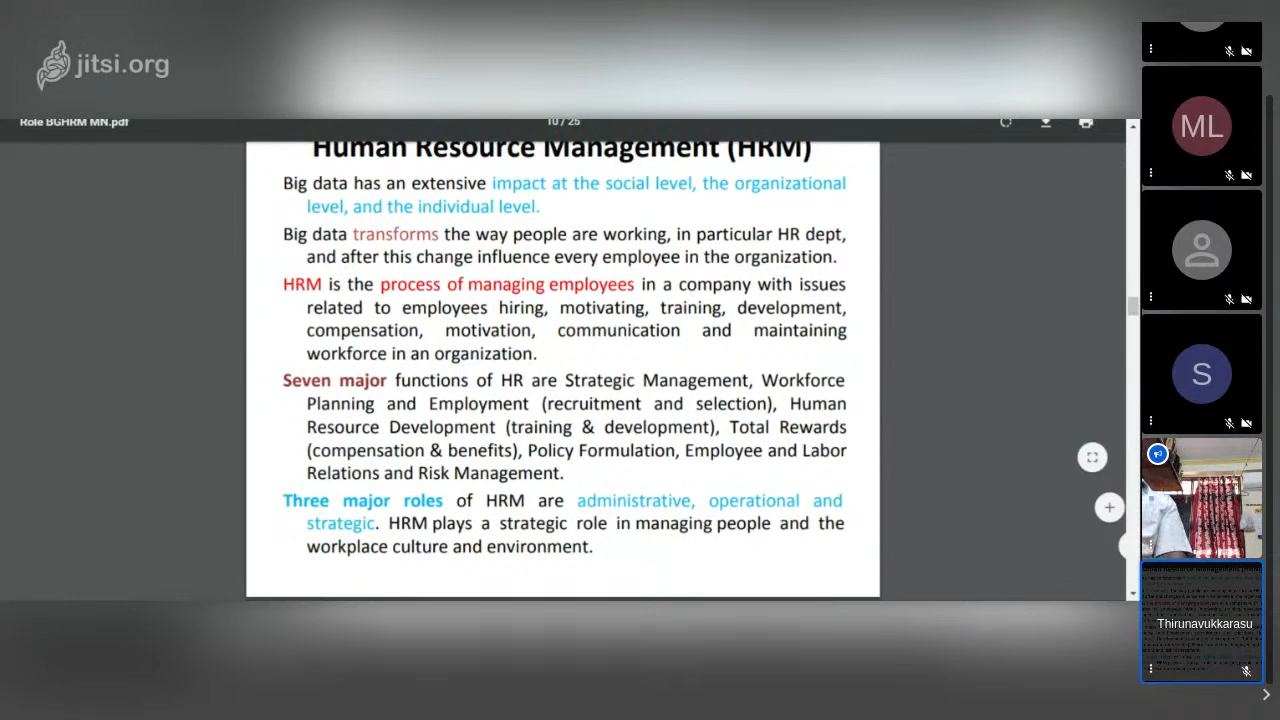 jitsi.org
Role BGHRM MN.pdf
10 / 25
Human Resource Management (HRM)
Big data has an extensive impact at the social level, the organizational
level, and the individual level.
Big data transforms the way people are working, in particular HR dept,
and after this change influence every employee in the organization.
HRM is the process of managing employees in a company with issues
related to employees hiring, motivating, training, development,
compensation, motivation, communication and maintaining
workforce in an organization.
Seven major functions of HR are Strategic Management, Workforce
Planning and Employment (recruitment and selection), Human
Resource Development (training & development), Total Rewards
(compensation & benefits), Policy Formulation, Employee and Labor
Relations and Risk Management.
Three major roles of HRM are administrative, operational and
strategic. HRM plays a strategic role in managing people and the
workplace culture and environment.
ML
S
Thirunavukkarasu